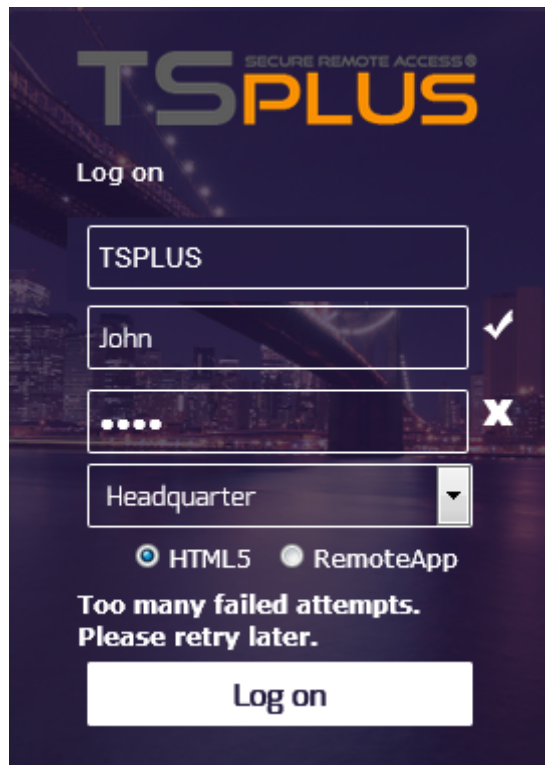 SECURE REMOTE ACCESS®
TSPLUS
Log on
TSPLUS
John
••••
Headquarter
HTML5 RemoteApp
Too many failed attempts.
Please retry later.
Log on